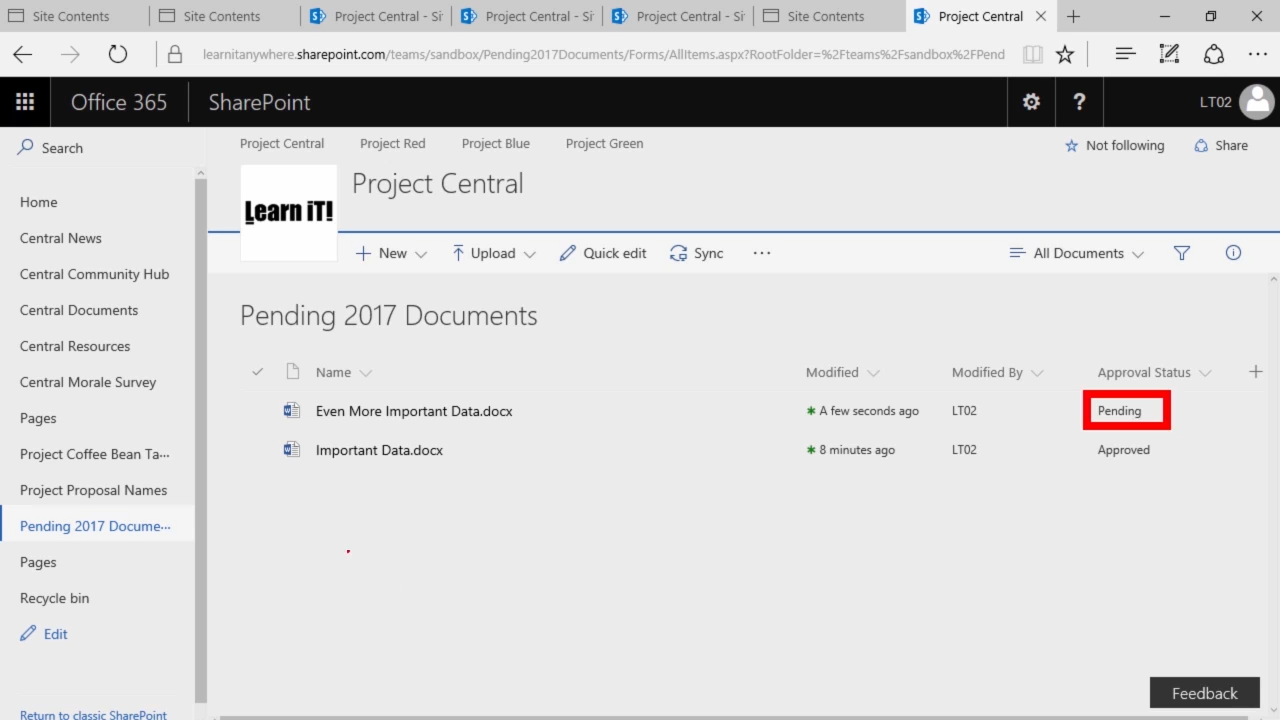 Site Contents
Site Contents
Project Central - Si
Project Central - Si
Project Central - Si
Site Contents
Project Central
learnitanywhere.sharepoint.com/teams/sandbox/Pending2017Documents/Forms/AllItems.aspx?RootFolder=%2Fteams%2Fsandbox%2FPend
Office 365
SharePoint
?
LT02
Search
Project Central
Project Red
Project Blue
Project Green
Not following
Share
Learn iT!
Project Central
Home
Central News
Central Community Hub
Central Documents
Central Resources
Central Morale Survey
Pages
Project Coffee Bean Ta...
Project Proposal Names
Pending 2017 Docume...
Pages
Recycle bin
Edit
Return to classic SharePoint
New
Upload
Quick edit
Sync
...
All Documents
Pending 2017 Documents
Name
Modified
Modified By
Approval Status
Even More Important Data.docx
A few seconds ago
LT02
Pending
Important Data.docx
8 minutes ago
LT02
Approved
Feedback